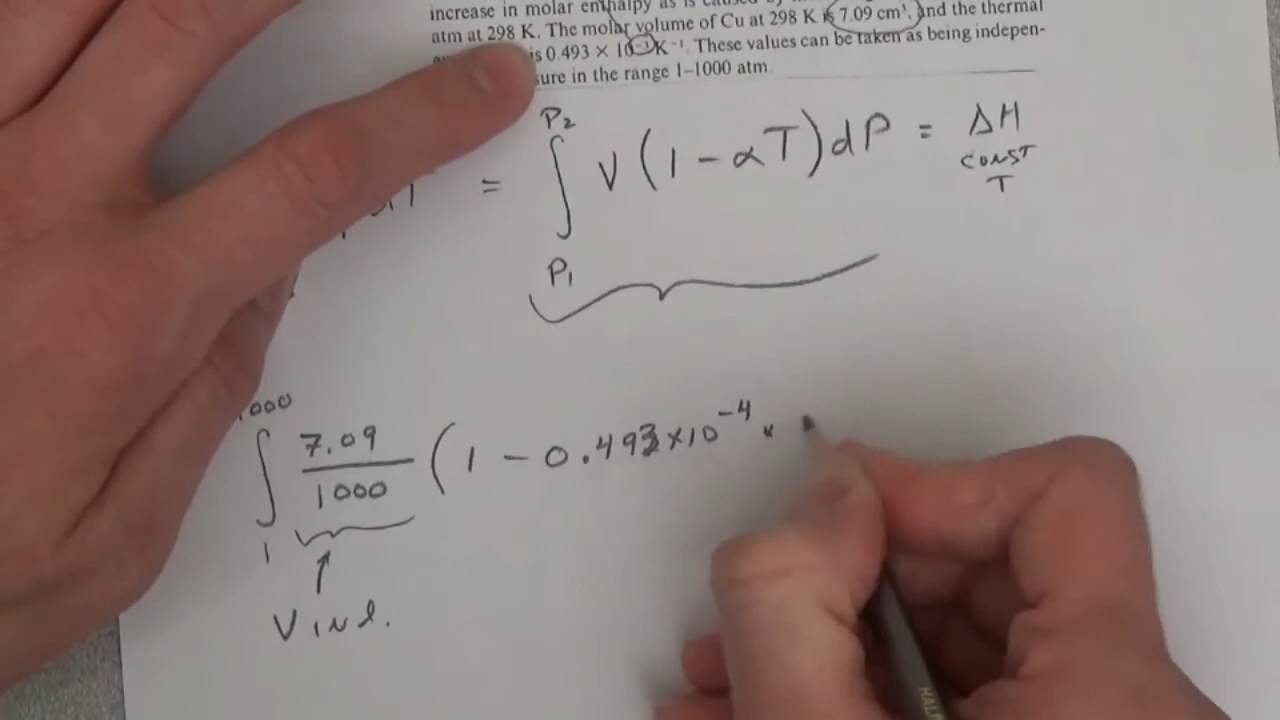 increase in molar enthalpy as is caused by
atm at 298 K. The molar volume of Cu at 298 K is 7.09 cm³, and the thermal
is 0.493 × 10⁻³ K⁻¹. These values can be taken as being indepen-
sure in the range 1–1000 atm.
= ∫ P₂ P₁ V(1 - αT)dP = ΔH
CONST
T
∫ 1000 1 7.09/1000 (1 - 0.493×10⁻⁴ ×
V in l.